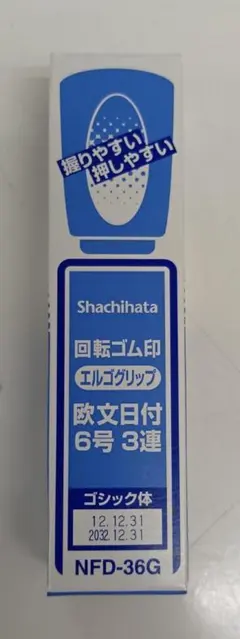 握りやすい
押しやすい
Shachihata
回転ゴム印
エルゴグリップ
欧文日付
6号 3連
ゴシック体
12.12.31
2032.12.31
NFD-36G